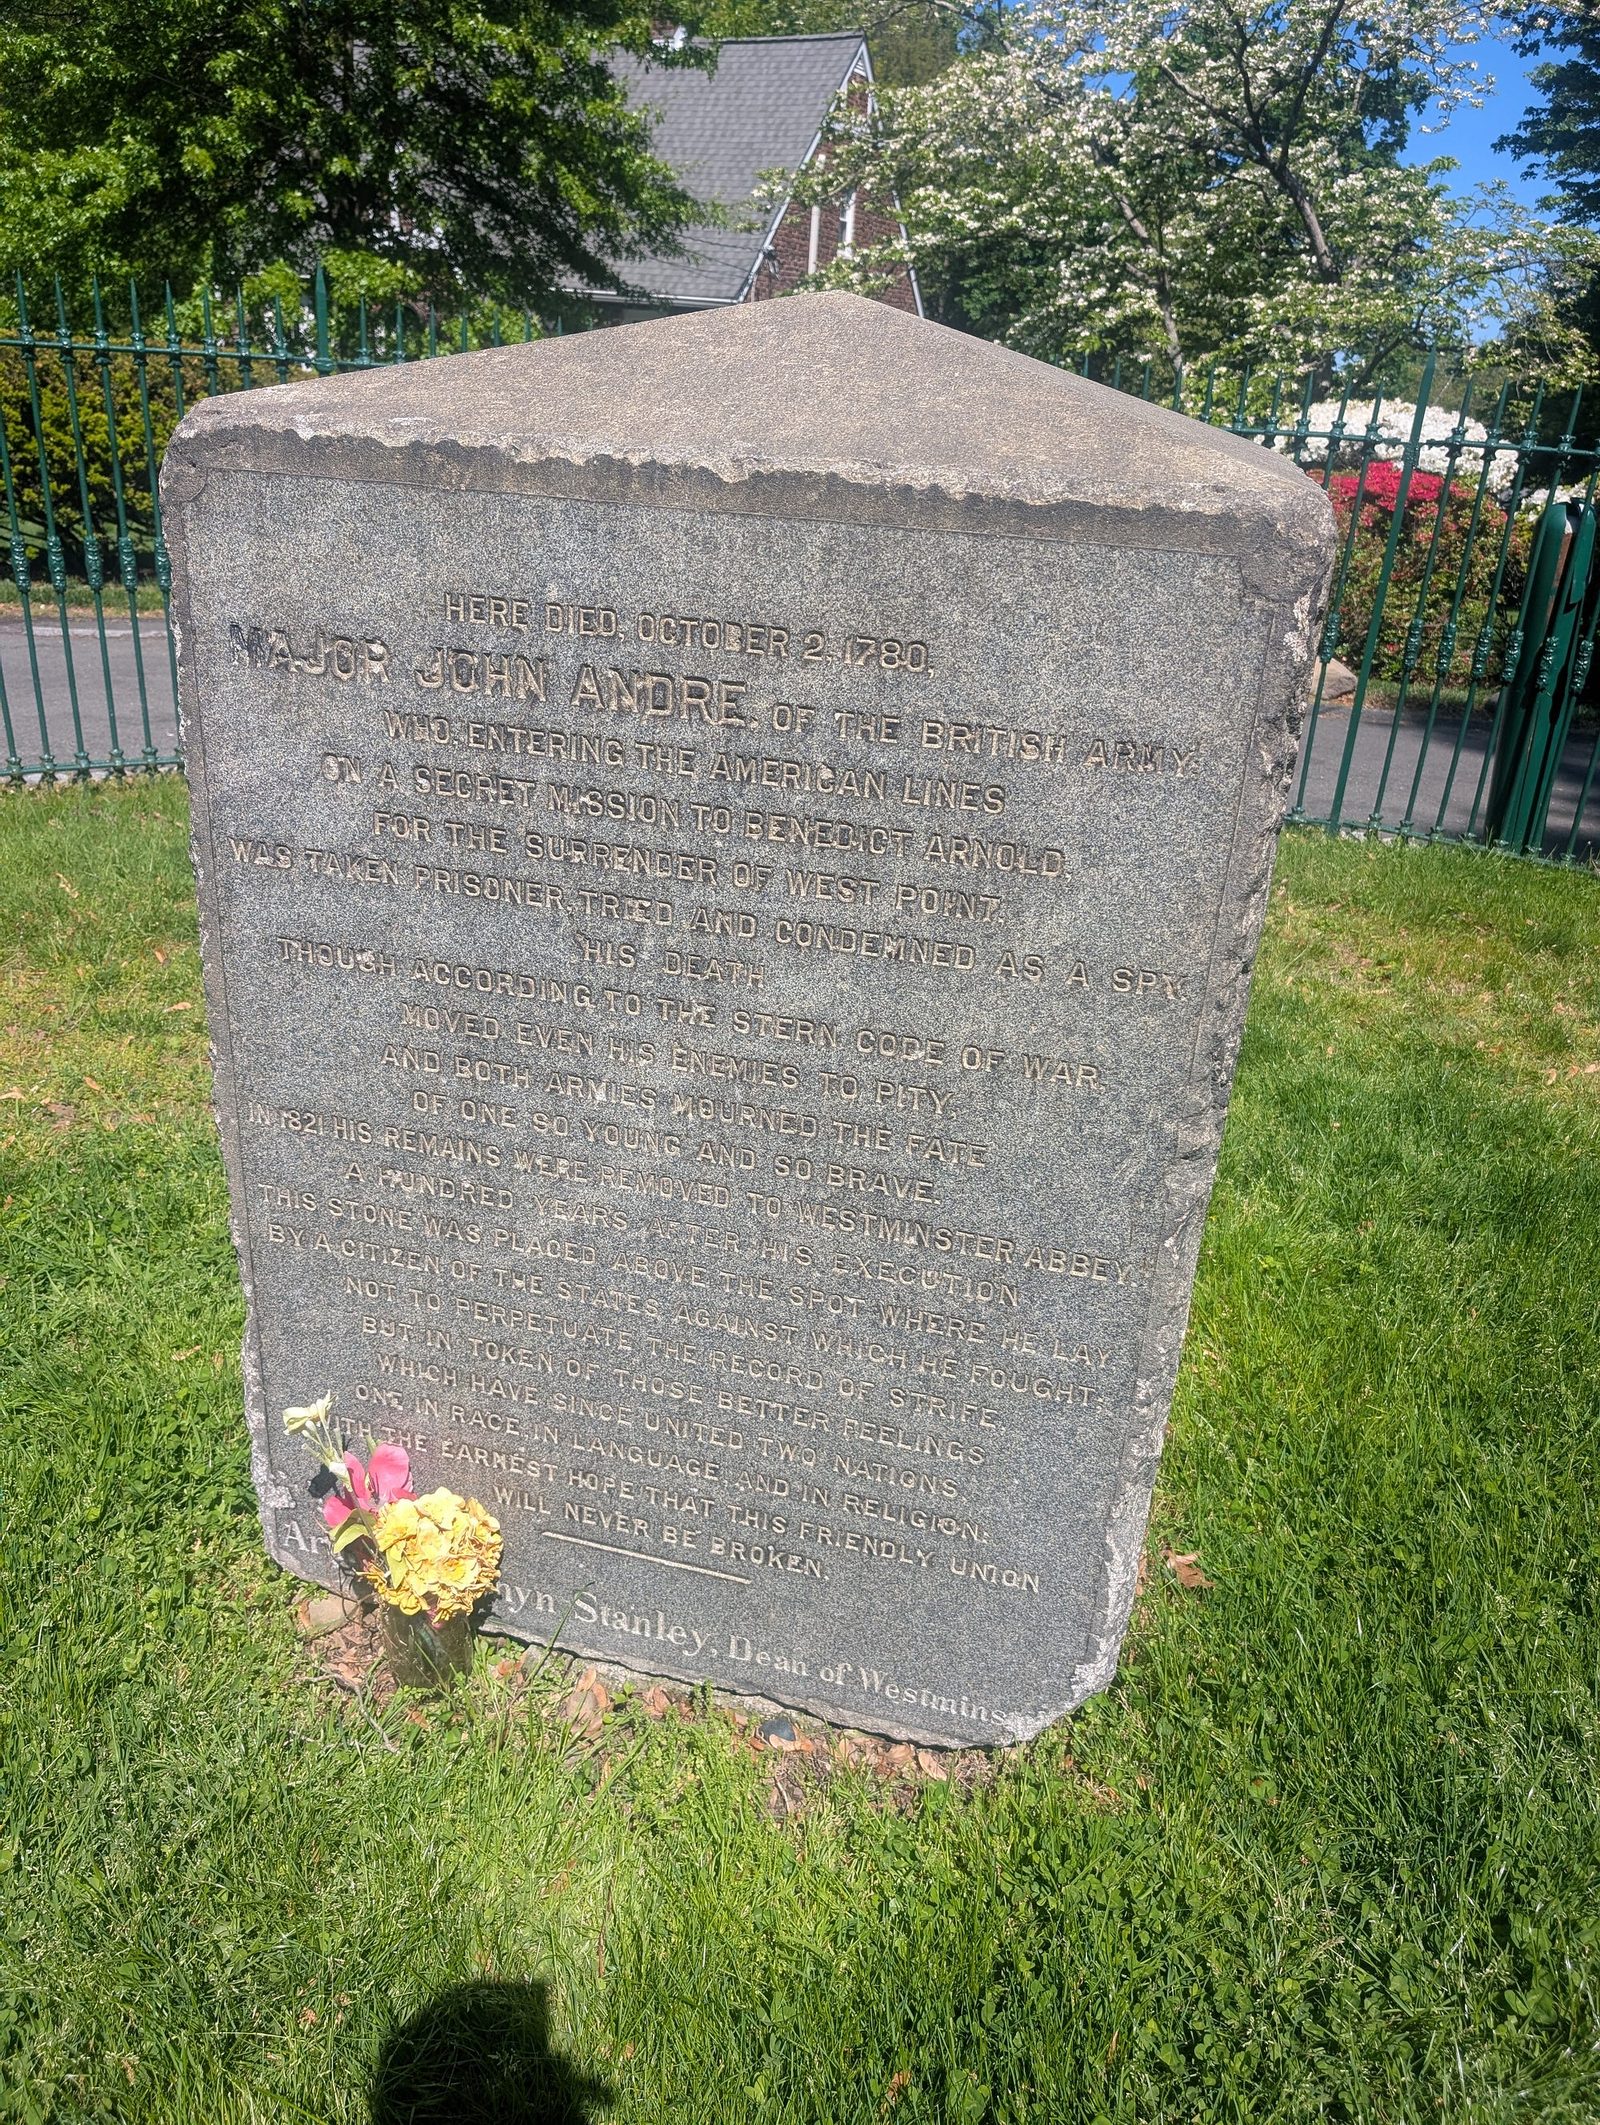 HERE DIED, OCTOBER 2, 1780,
MAJOR JOHN ANDRE, OF THE BRITISH ARMY
WHO, ENTERING THE AMERICAN LINES
ON A SECRET MISSION TO BENEDICT ARNOLD,
FOR THE SURRENDER OF WEST POINT,
WAS TAKEN PRISONER, TRIED AND CONDEMNED AS A SPY.
HIS DEATH
THOUGH ACCORDING TO THE STERN CODE OF WAR,
MOVED EVEN HIS ENEMIES TO PITY,
AND BOTH ARMIES MOURNED THE FATE
OF ONE SO YOUNG AND SO BRAVE.
IN 1821 HIS REMAINS WERE REMOVED TO WESTMINSTER ABBEY.
A HUNDRED YEARS AFTER HIS EXECUTION
THIS STONE WAS PLACED ABOVE THE SPOT WHERE HE LAY
BY A CITIZEN OF THE STATES AGAINST WHICH HE FOUGHT,
NOT TO PERPETUATE THE RECORD OF STRIFE,
BUT IN TOKEN OF THOSE BETTER FEELINGS
WHICH HAVE SINCE UNITED TWO NATIONS,
ONE IN RACE, IN LANGUAGE, AND IN RELIGION:
WITH THE EARNEST HOPE THAT THIS FRIENDLY UNION
WILL NEVER BE BROKEN.
Stanley, Dean of